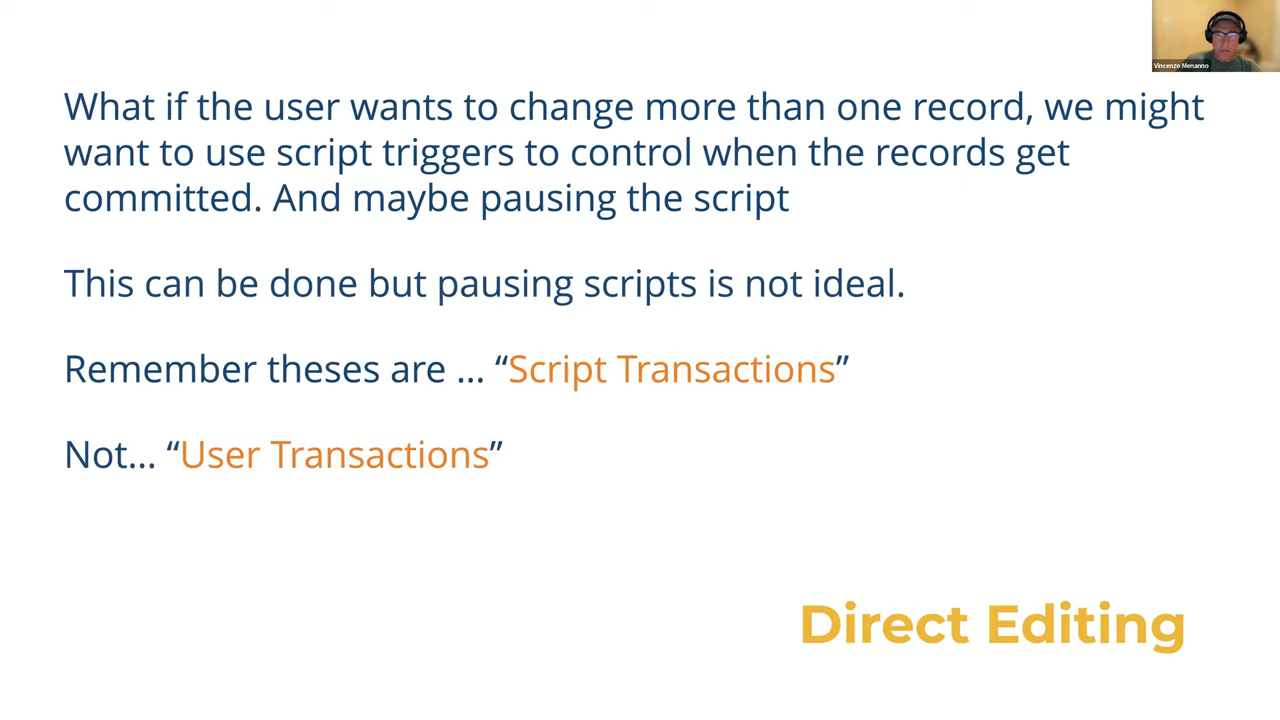 Vincenzo Menanno
What if the user wants to change more than one record, we might
want to use script triggers to control when the records get
committed. And maybe pausing the script
This can be done but pausing scripts is not ideal.
Remember theses are ... “Script Transactions”
Not... “User Transactions”
Direct Editing